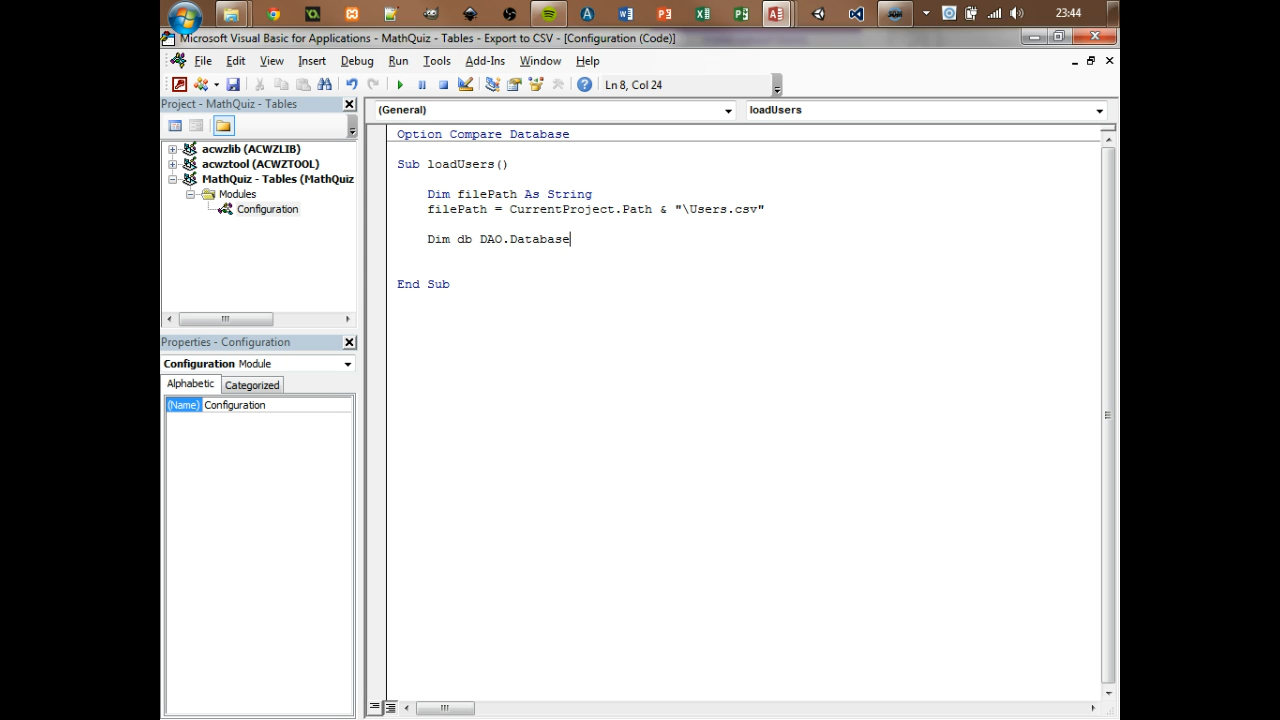 23:44
Microsoft Visual Basic for Applications - MathQuiz - Tables - Export to CSV - [Configuration (Code)]
File Edit View Insert Debug Run Tools Add-Ins Window Help
Ln 8, Col 24
Project - MathQuiz - Tables
(General) loadUsers
acwzlib (ACWZLIB)
acwztool (ACWZTOOL)
MathQuiz - Tables (MathQuiz
Modules
Configuration
Option Compare Database
Sub loadUsers()
Dim filePath As String
filePath = CurrentProject.Path & "\Users.csv"
Dim db DAO.Database
End Sub
Properties - Configuration
Configuration Module
Alphabetic Categorized
(Name) Configuration